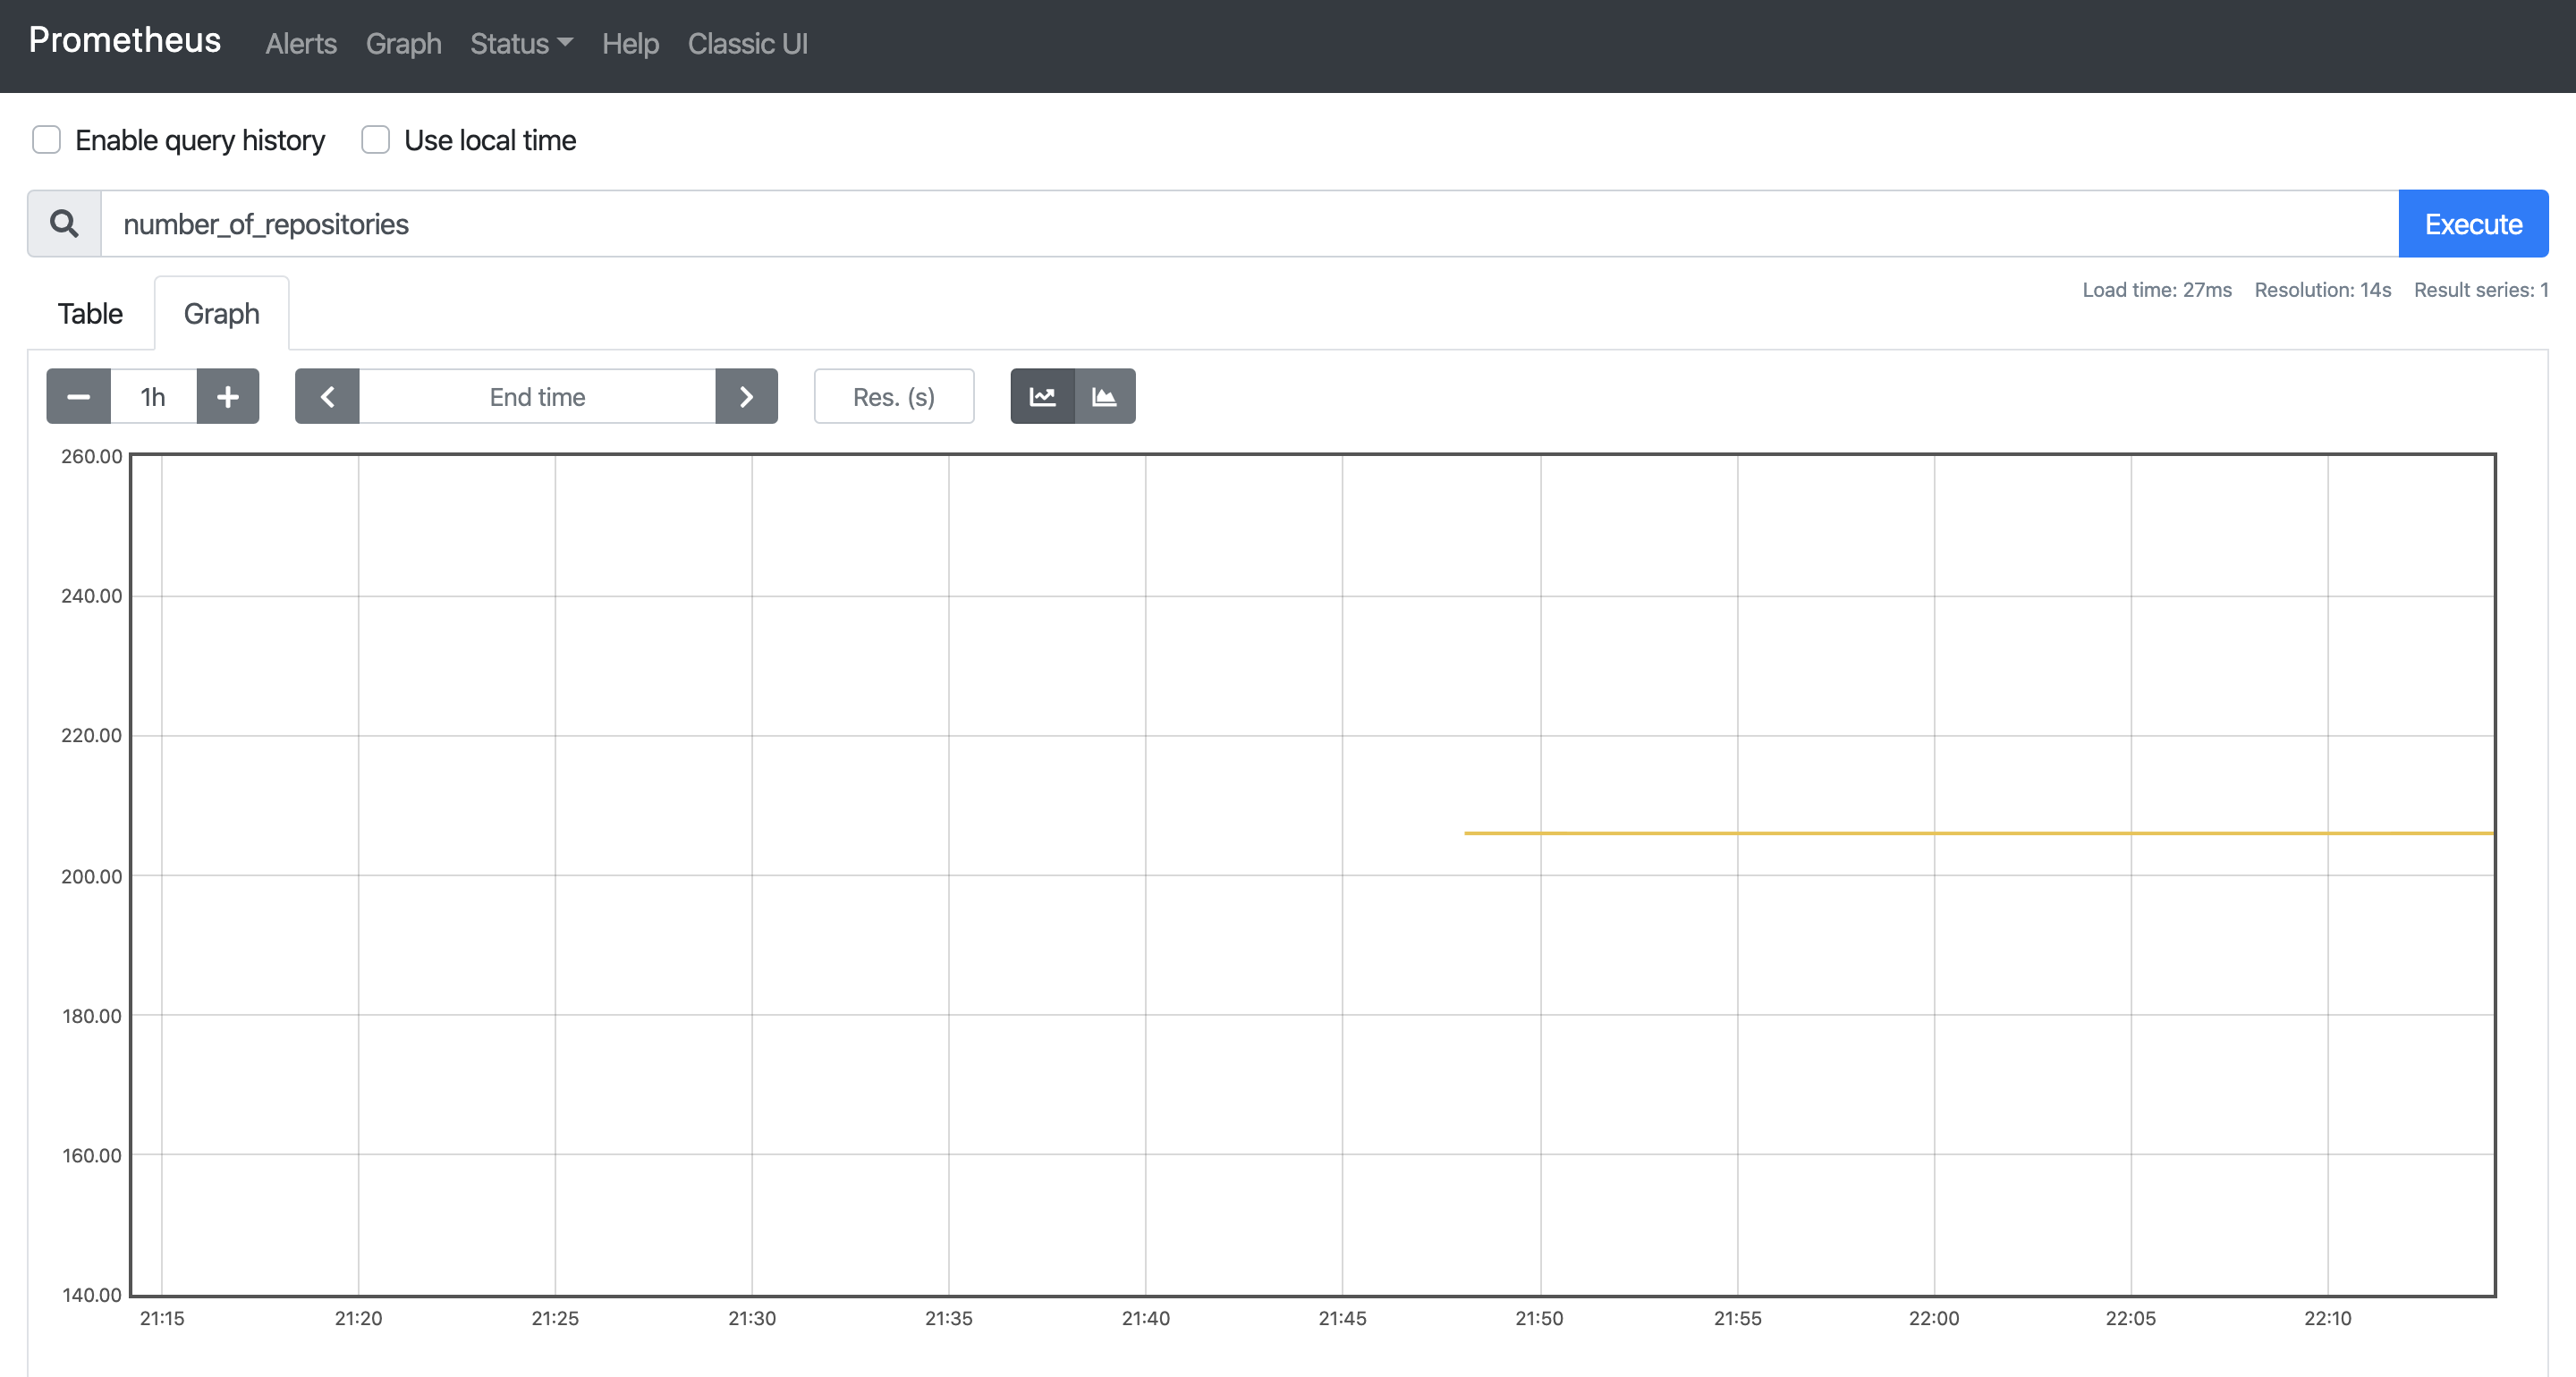 Prometheus Alerts Graph Status Help Classic UI
Enable query history Use local time
number_of_repositories Execute
Load time: 27ms Resolution: 14s Result series: 1
Table Graph
1h End time Res. (s)
260.00
240.00
220.00
200.00
180.00
160.00
140.00
21:15 21:20 21:25 21:30 21:35 21:40 21:45 21:50 21:55 22:00 22:05 22:10